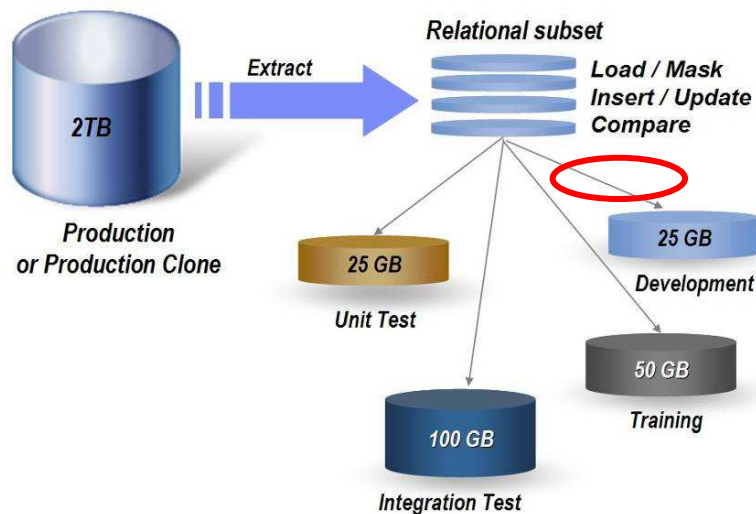 Relational subset
Extract
Load / Mask
Insert / Update
Compare
2TB
Production
or Production Clone
25 GB
Unit Test
25 GB
Development
50 GB
Training
100 GB
Integration Test